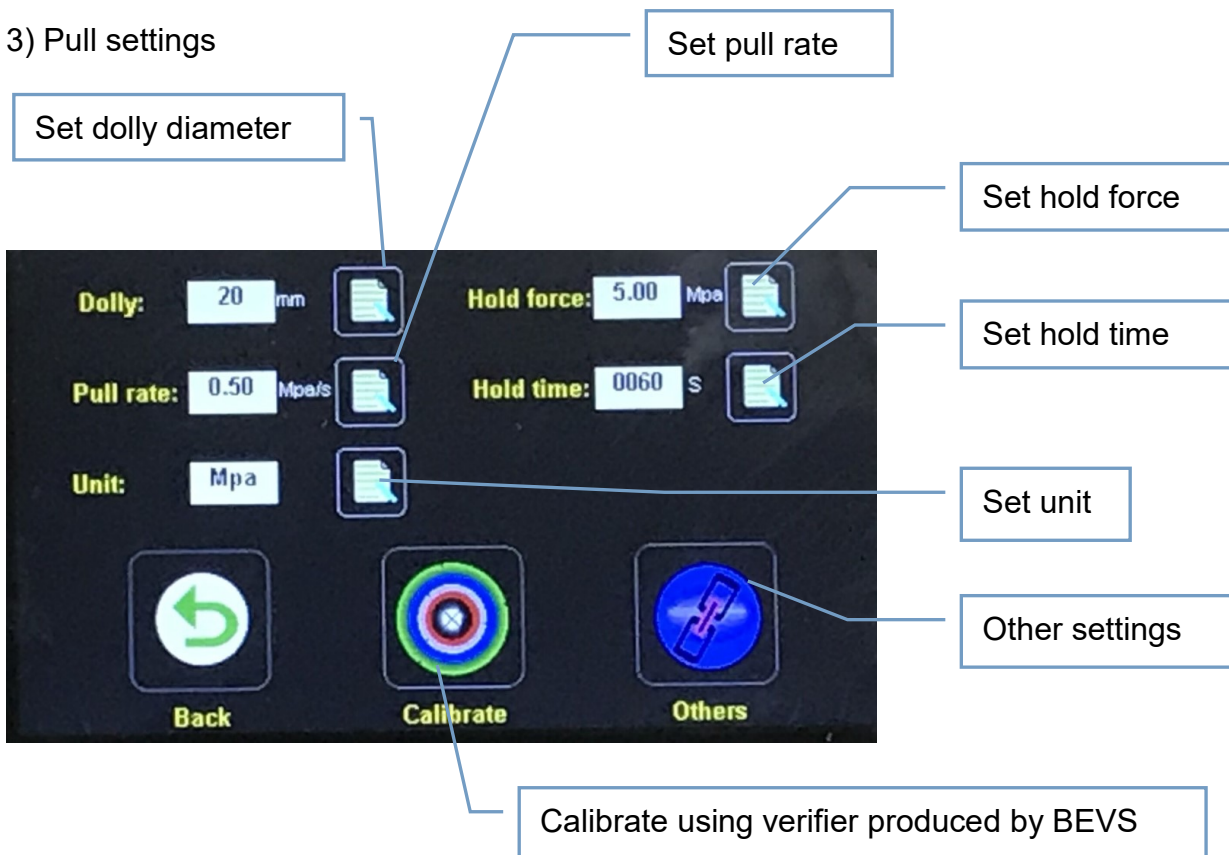 3) Pull settings
Set pull rate
Set dolly diameter
Set hold force
Dolly: 20 mm
Hold force: 5.00 Mpa
Set hold time
Pull rate: 0.50 Mpa/s
Hold time: 0060 S
Unit: Mpa
Set unit
Other settings
Back
Calibrate
Others
Calibrate using verifier produced by BEVS